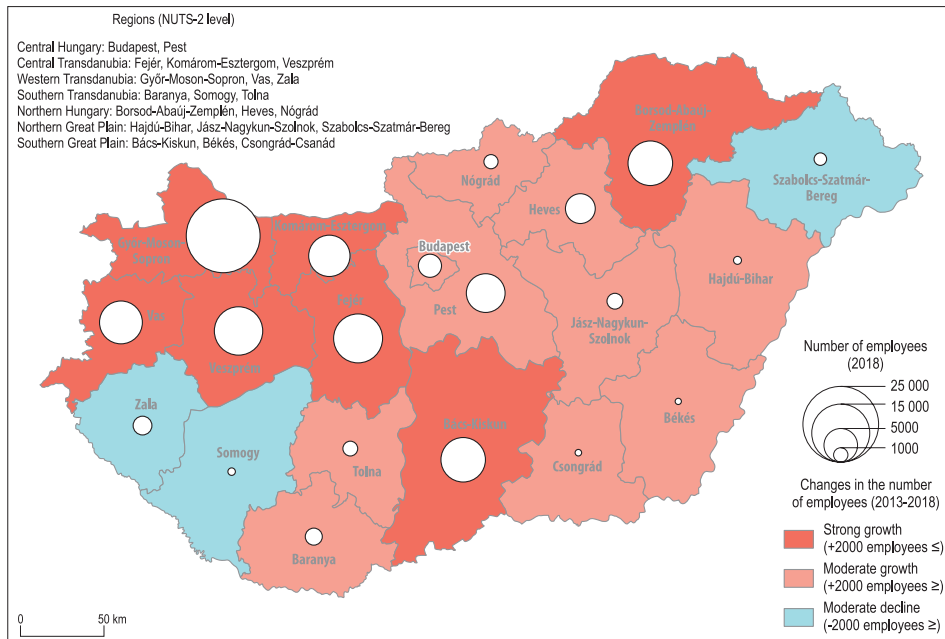 Regions (NUTS-2 level)
Central Hungary: Budapest, Pest
Central Transdanubia: Fejér, Komárom-Esztergom, Veszprém
Western Transdanubia: Győr-Moson-Sopron, Vas, Zala
Southern Transdanubia: Baranya, Somogy, Tolna
Northern Hungary: Borsod-Abaúj-Zemplén, Heves, Nógrád
Northern Great Plain: Hajdú-Bihar, Jász-Nagykun-Szolnok, Szabolcs-Szatmár-Bereg
Southern Great Plain: Bács-Kiskun, Békés, Csongrád-Csanád
Borsod-Abaúj-
Zemplén
Szabolcs-Szatmár-
Bereg
Nógrád
Heves
Komárom-Esztergom
Győr-Moson-
Sopron
Budapest
Hajdú-Bihar
Pest
Jász-Nagykun-
Szolnok
Fejér
Vas
Veszprém
Zala
Somogy
Tolna
Bács-Kiskun
Csongrád
Békés
Baranya
Number of employees
(2018)
25 000
15 000
5000
1000
Changes in the number
of employees (2013-2018)
Strong growth
(+2000 employees ≤)
Moderate growth
(+2000 employees ≥)
Moderate decline
(-2000 employees ≥)
0 50 km